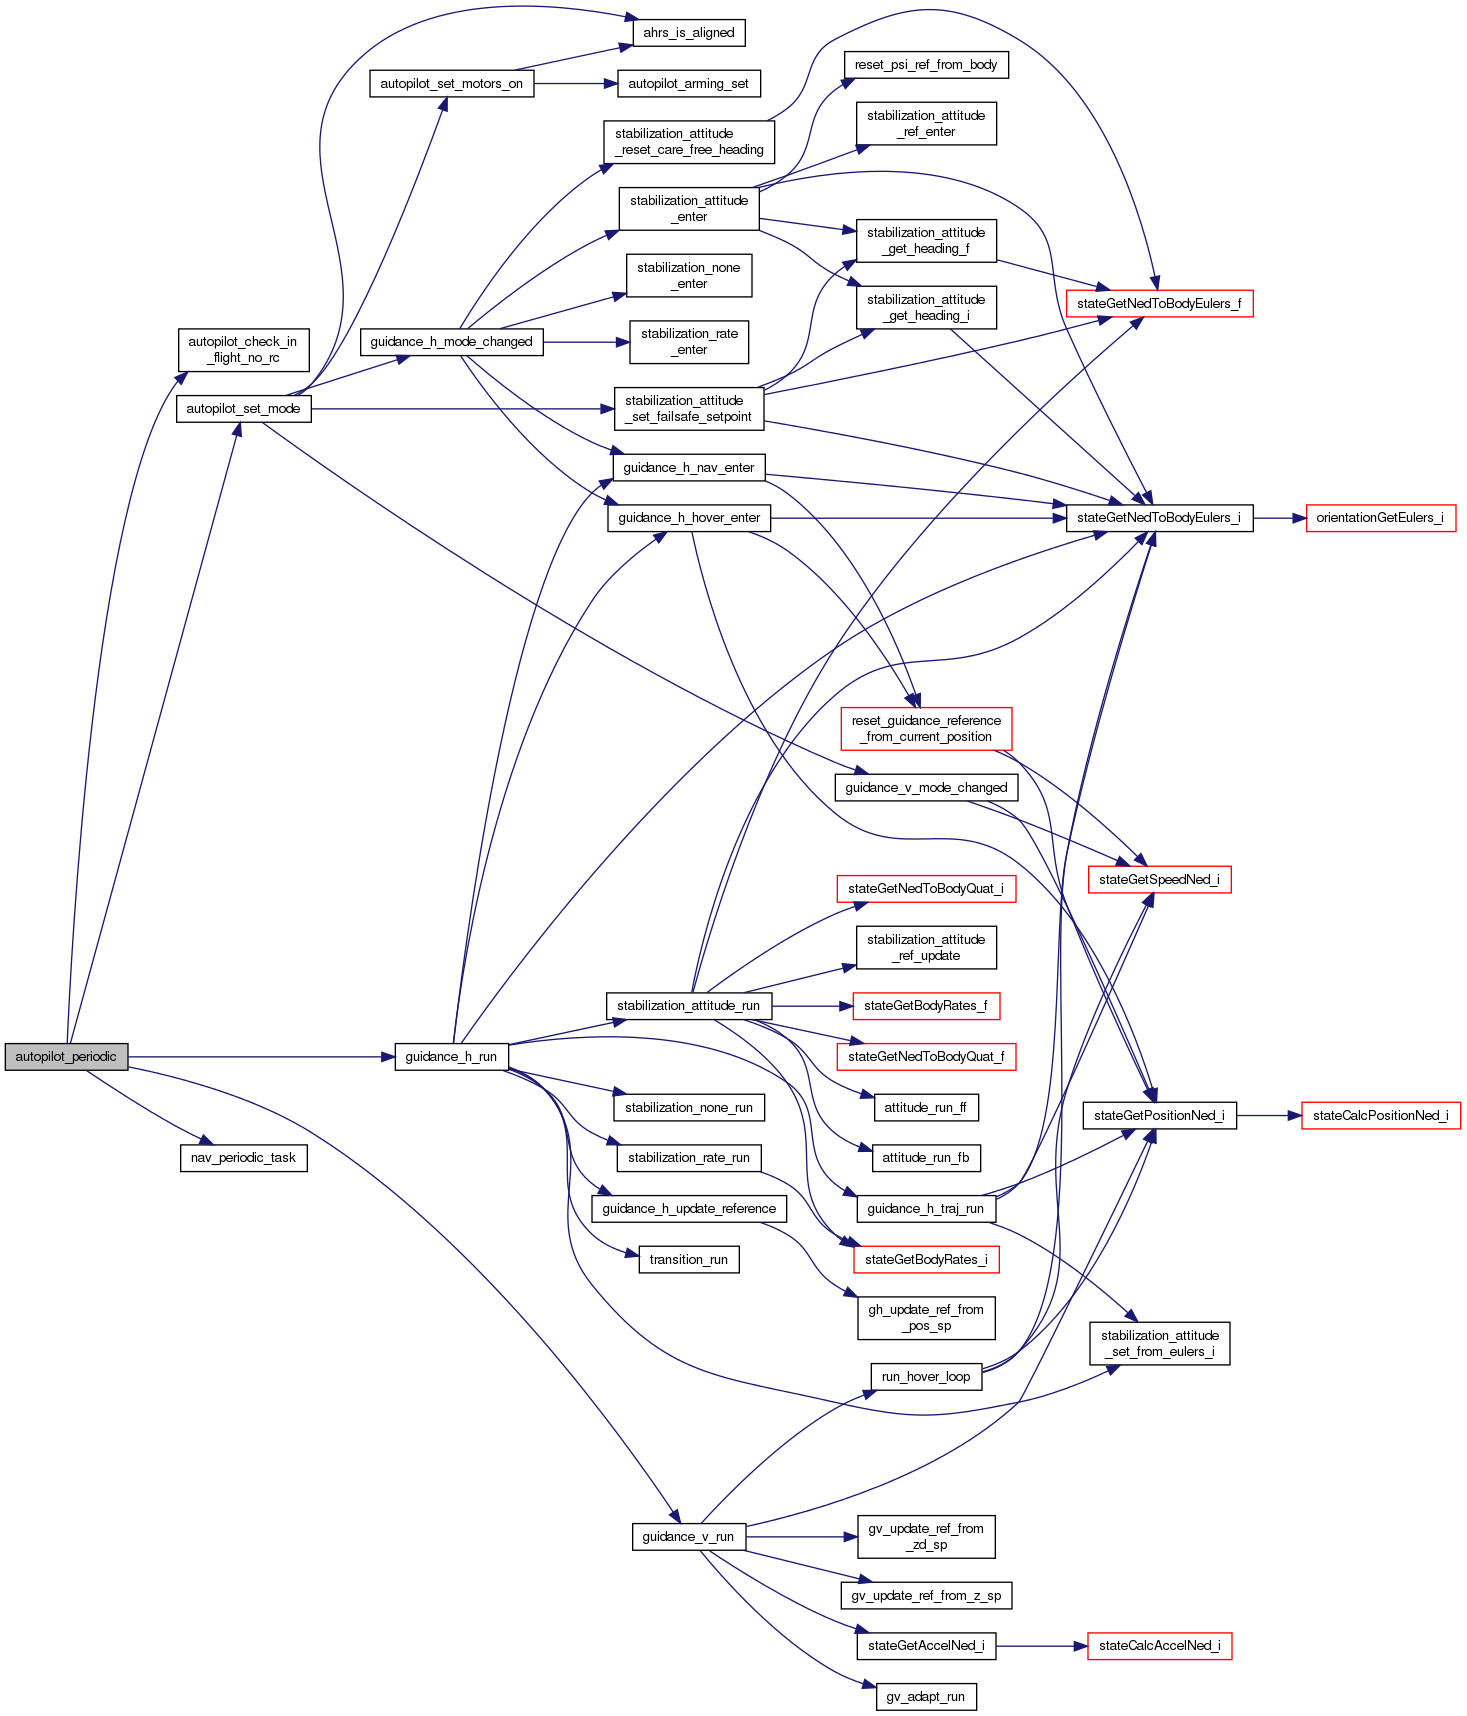 ahrs_is_aligned
autopilot_set_motors_on
autopilot_arming_set
reset_psi_ref_from_body
stabilization_attitude
_ref_enter
stabilization_attitude
_reset_care_free_heading
stabilization_attitude
_enter
stabilization_attitude
_get_heading_f
stabilization_none
_enter
stabilization_attitude
_get_heading_i
stateGetNedToBodyEulers_f
autopilot_check_in
_flight_no_rc
guidance_h_mode_changed
stabilization_rate
_enter
autopilot_set_mode
stabilization_attitude
_set_failsafe_setpoint
guidance_h_nav_enter
guidance_h_hover_enter
stateGetNedToBodyEulers_i
orientationGetEulers_i
reset_guidance_reference
_from_current_position
guidance_v_mode_changed
stateGetSpeedNed_i
stateGetNedToBodyQuat_i
stabilization_attitude
_ref_update
stabilization_attitude_run
stateGetBodyRates_f
autopilot_periodic
guidance_h_run
stateGetNedToBodyQuat_f
stabilization_none_run
attitude_run_ff
stateGetPositionNed_i
stateCalcPositionNed_i
nav_periodic_task
stabilization_rate_run
attitude_run_fb
guidance_h_update_reference
guidance_h_traj_run
transition_run
stateGetBodyRates_i
gh_update_ref_from
_pos_sp
stabilization_attitude
_set_from_eulers_i
run_hover_loop
guidance_v_run
gv_update_ref_from
_zd_sp
gv_update_ref_from_z_sp
stateGetAccelNed_i
stateCalcAccelNed_i
gv_adapt_run